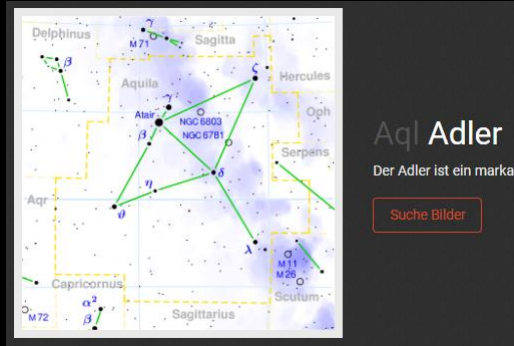 Delphinus
γ
M 71
Sagitta
β
ζ
Hercules
Aquila
γ
Oph
Atair
NGC 6803
β
NGC 6781
Serpens
η
δ
Aqr
ϑ
λ
M 11
M 26
Capricornus
α²
Scutum
M 72
β
Sagittarius
Aql Adler
Der Adler ist ein marka
Suche Bilder